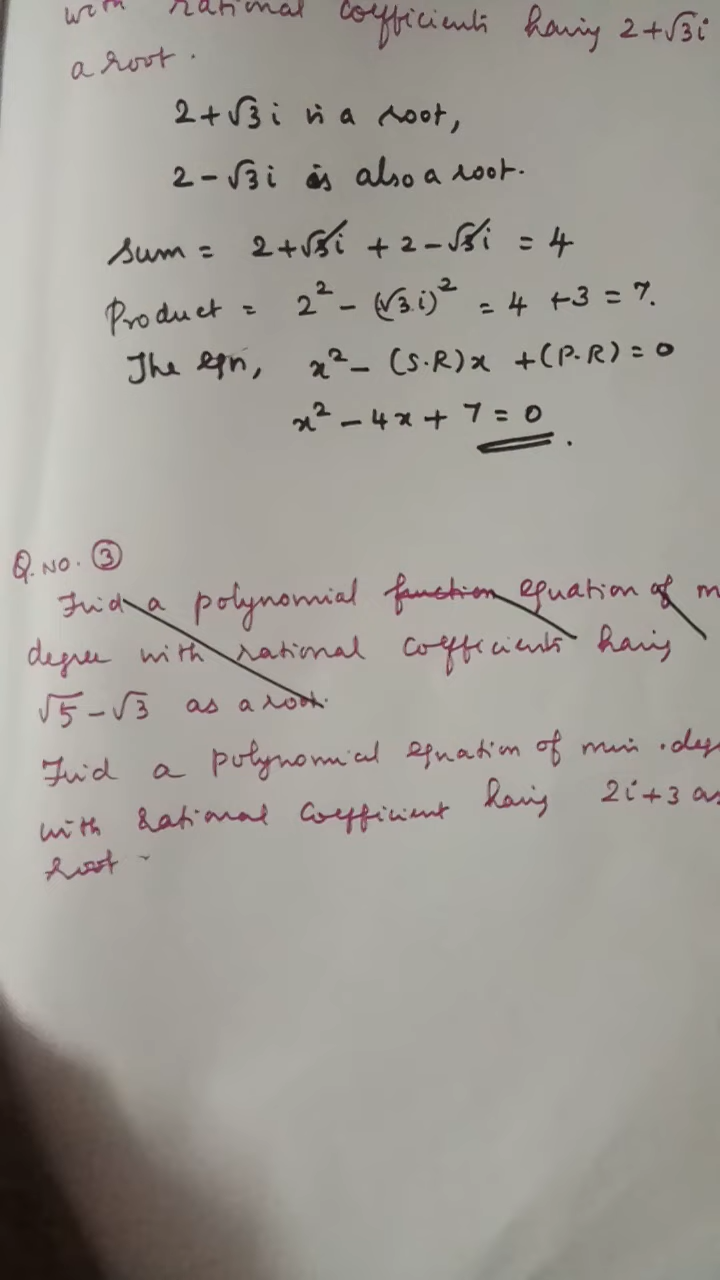 with rational coefficients having 2+√3i
a root.
2+√3i is a root,
2-√3i is also a root.
Sum = 2+√3i + 2-√3i = 4
Product = 2² - (√3.i)² = 4 +3 = 7.
The eqn, x² - (S.R)x + (P.R) = 0
x² - 4x + 7 = 0.
Q.NO. ③
Find a polynomial function equation of m
degree with rational coefficients having
√5-√3 as a root.
Find a polynomial equation of min.deg
with rational coefficient having 2i+3 as
root.